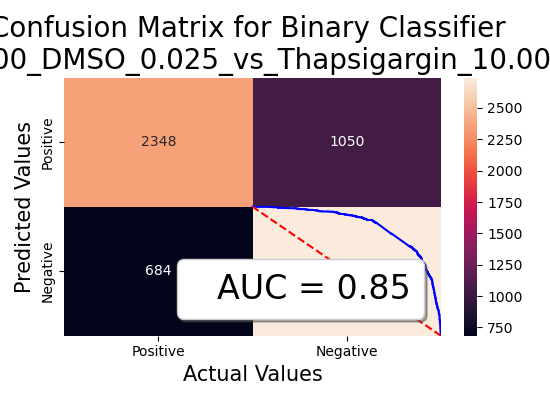 Confusion Matrix for Binary Classifier
00_DMSO_0.025_vs_Thapsigargin_10.00
2348 1050
684
AUC = 0.85
Positive
Negative
Predicted Values
Positive Negative
Actual Values
2500
2250
2000
1750
1500
1250
1000
750